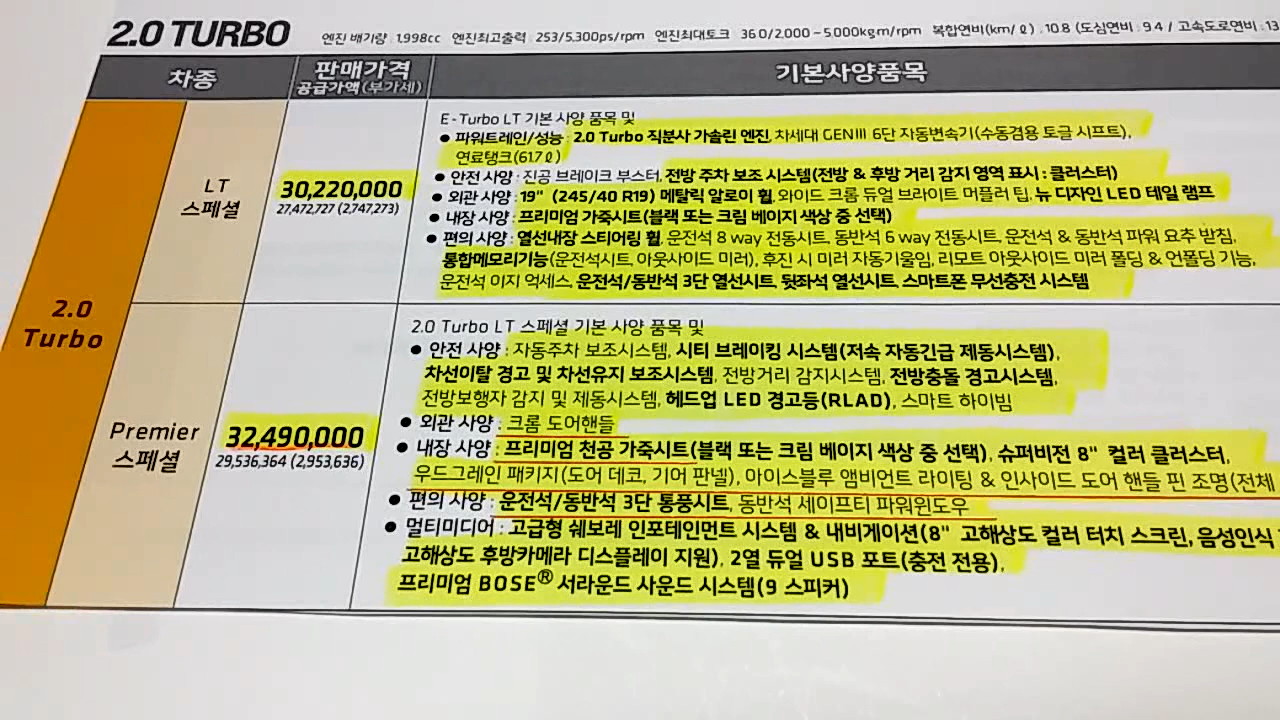 2.0 TURBO 엔진 배기량 : 1,998cc 엔진최고출력 : 253/5,300ps/rpm 엔진최대토크 : 36.0/2,000~5,000kg.m/rpm 복합연비(km/ℓ) : 10.8 (도심연비 : 9.4 / 고속도로연비 : 13
차종 판매가격 공급가액(부가세) 기본사양품목
2.0 Turbo
LT 스페셜
30,220,000
27,472,727 (2,747,273)
E-Turbo LT 기본 사양 품목 및
● 파워트레인/성능 : 2.0 Turbo 직분사 가솔린 엔진, 차세대 GENⅢ 6단 자동변속기(수동겸용 토글 시프트),
연료탱크(61.7ℓ)
● 안전 사양 : 진공 브레이크 부스터, 전방 주차 보조 시스템(전방 & 후방 거리 감지 영역 표시 : 클러스터)
● 외관 사양 : 19" (245/40 R19) 메탈릭 알로이 휠, 와이드 크롬 듀얼 브라이트 머플러 팁, 뉴 디자인 LED 테일 램프
● 내장 사양 : 프리미엄 가죽시트(블랙 또는 크림 베이지 색상 중 선택)
● 편의 사양 : 열선내장 스티어링 휠, 운전석 8 way 전동시트, 동반석 6 way 전동시트, 운전석 & 동반석 파워 요추 받침,
통합메모리기능(운전석시트, 아웃사이드 미러), 후진 시 미러 자동기울임, 리모트 아웃사이드 미러 폴딩 & 언폴딩 기능,
운전석 이지 억세스, 운전석/동반석 3단 열선시트, 뒷좌석 열선시트, 스마트폰 무선충전 시스템
Premier 스페셜
32,490,000
29,536,364 (2,953,636)
2.0 Turbo LT 스페셜 기본 사양 품목 및
● 안전 사양 : 자동주차 보조시스템, 시티 브레이킹 시스템(저속 자동긴급 제동시스템),
차선이탈 경고 및 차선유지 보조시스템, 전방거리 감지시스템, 전방충돌 경고시스템,
전방보행자 감지 및 제동시스템, 헤드업 LED 경고등(RLAD), 스마트 하이빔
● 외관 사양 : 크롬 도어핸들
● 내장 사양 : 프리미엄 천공 가죽시트(블랙 또는 크림 베이지 색상 중 선택), 슈퍼비전 8" 컬러 클러스터,
우드그레인 패키지(도어 데코, 기어 판넬), 아이스블루 앰비언트 라이팅 & 인사이드 도어 핸들 핀 조명(전체
● 편의 사양 : 운전석/동반석 3단 통풍시트, 동반석 세이프티 파워윈도우
● 멀티미디어 : 고급형 쉐보레 인포테인먼트 시스템 & 내비게이션(8" 고해상도 컬러 터치 스크린, 음성인식
고해상도 후방카메라 디스플레이 지원), 2열 듀얼 USB 포트(충전 전용),
프리미엄 BOSE® 서라운드 사운드 시스템(9 스피커)